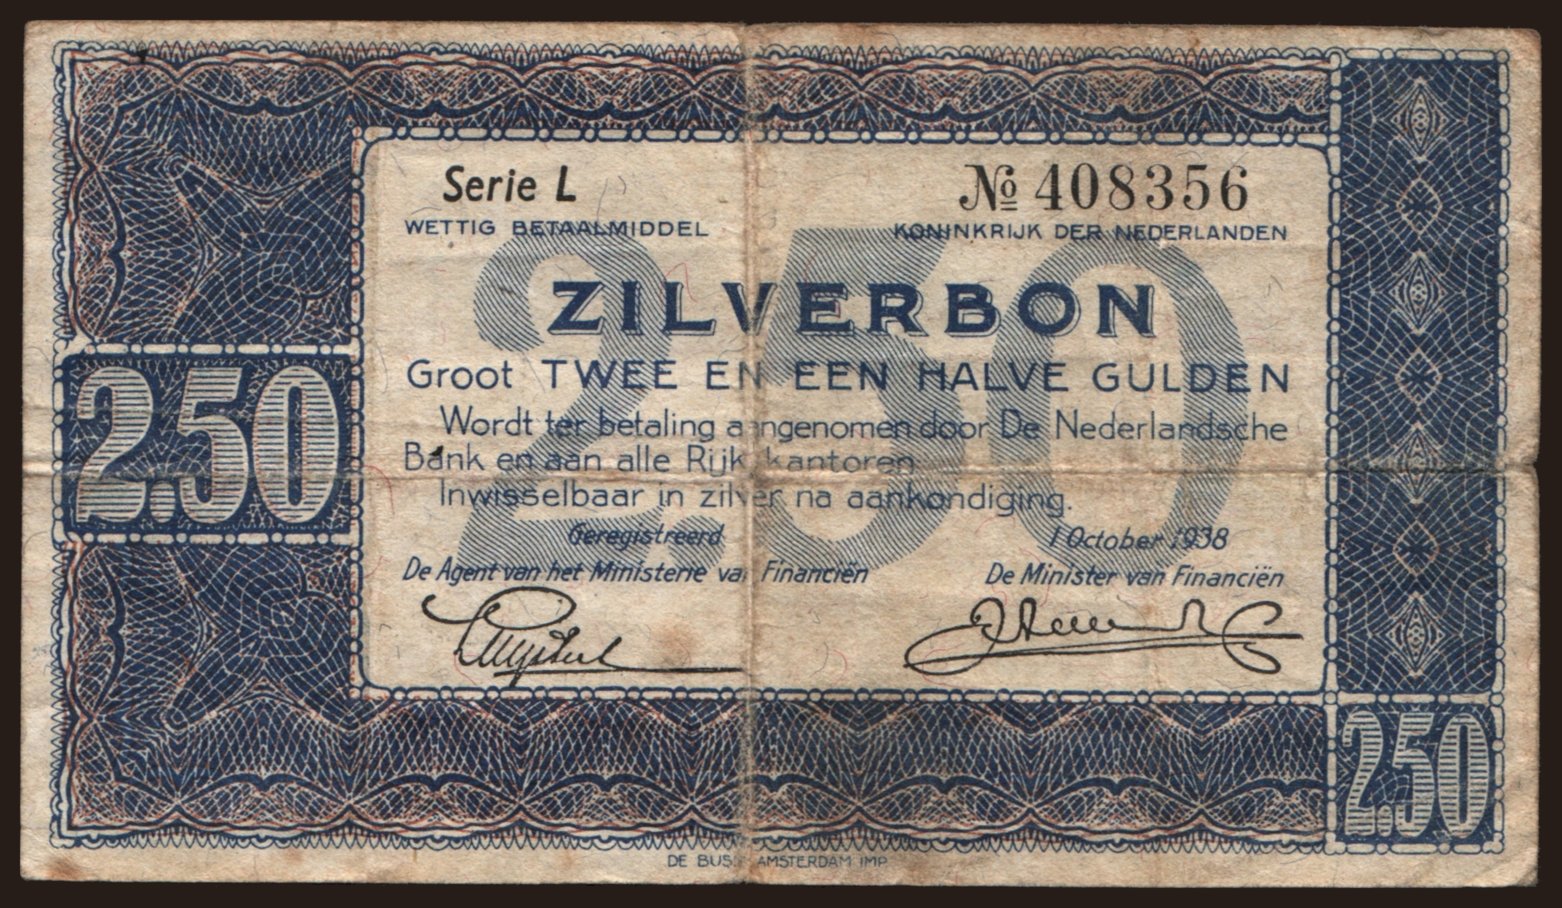 Serie L
№ 408356
WETTIG BETAALMIDDEL
KONINKRIJK DER NEDERLANDEN
2.50
ZILVERBON
Groot TWEE EN EEN HALVE GULDEN
Wordt ter betaling aangenomen door De Nederlandsche
Bank en aan alle Rijkskantoren.
Inwisselbaar in zilver na aankondiging.
Geregistreerd
1 October 1938
De Agent van het Ministerie van Financiën
De Minister van Financiën
2.50
2.50
DE BUSSY AMSTERDAM IMP.